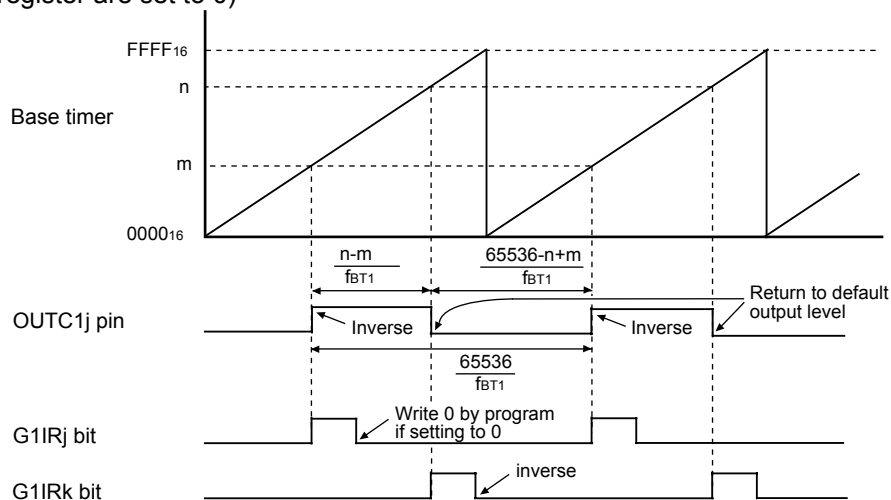 register are set to 0)
FFFF16
n
Base timer
m
000016
n-m
fBT1
65536-n+m
fBT1
Return to default
output level
OUTC1j pin
Inverse
Inverse
65536
fBT1
Write 0 by program
if setting to 0
G1IRj bit
inverse
G1IRk bit